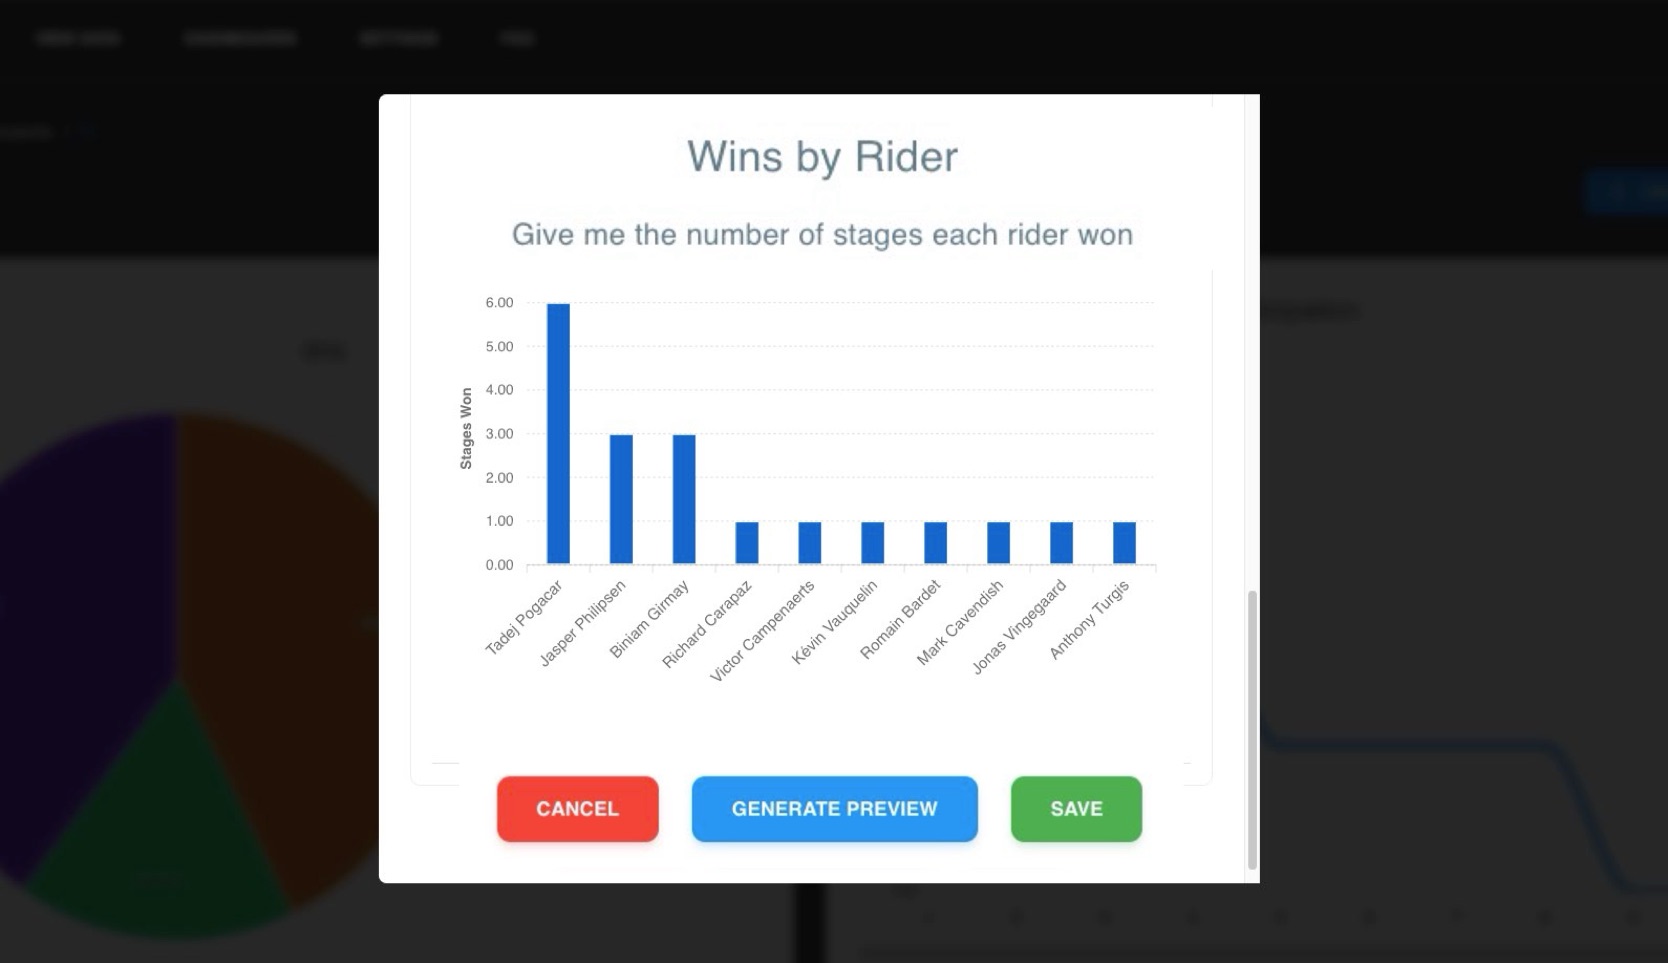 Wins by Rider
Give me the number of stages each rider won
6.00
5.00
4.00
3.00
2.00
1.00
0.00
Stages Won
Tadej Pogacar
Jasper Philipsen
Biniam Girmay
Richard Carapaz
Victor Campenaerts
Kévin Vauquelin
Romain Bardet
Mark Cavendish
Jonas Vingegaard
Anthony Turgis
CANCEL
GENERATE PREVIEW
SAVE